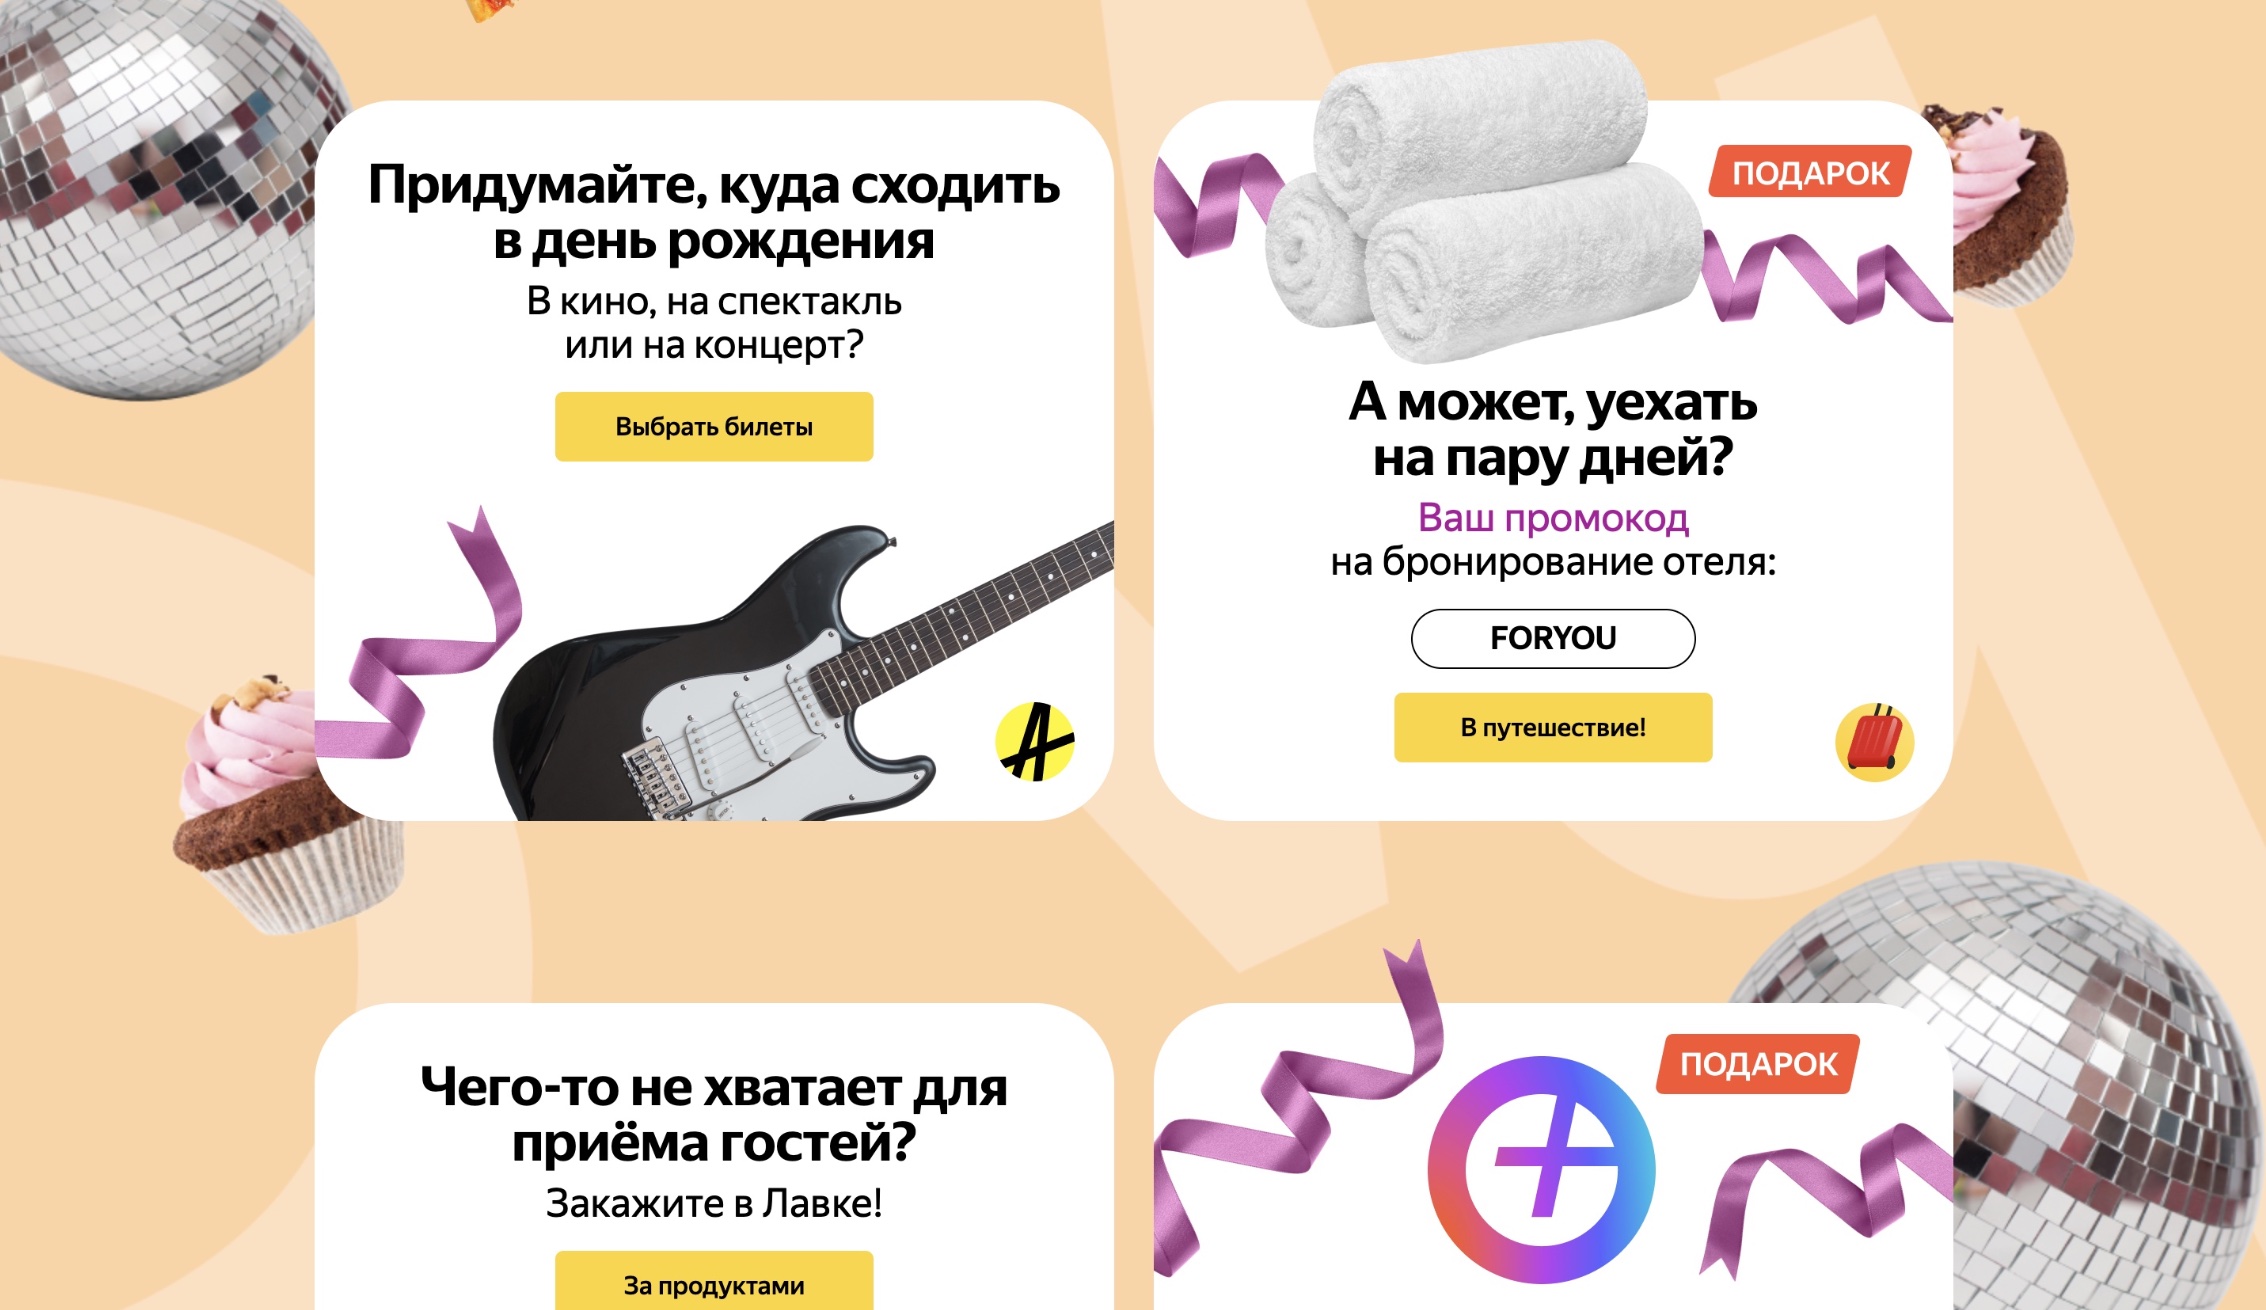 Придумайте, куда сходить
в день рождения
В кино, на спектакль
или на концерт?
Выбрать билеты
ПОДАРОК
А может, уехать
на пару дней?
Ваш промокод
на бронирование отеля:
FORYOU
В путешествие!
Чего-то не хватает для
приёма гостей?
Закажите в Лавке!
За продуктами
ПОДАРОК